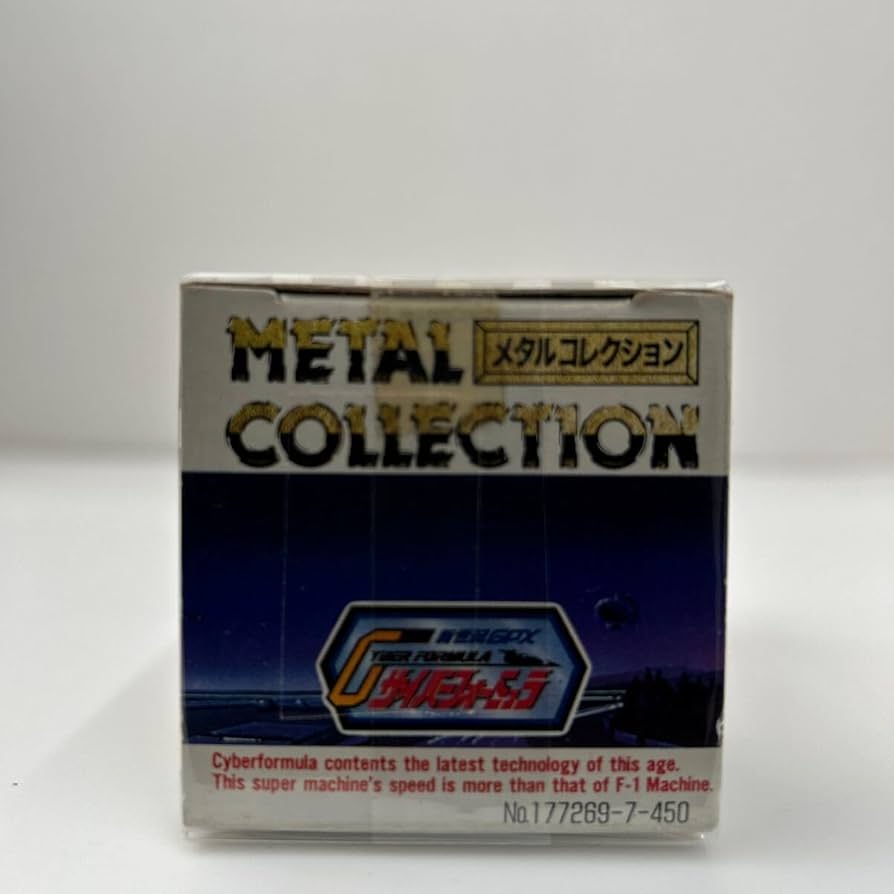 METAL
メタルコレクション
COLLECTION
新世紀GPX
CYBER FORMULA
サイバーフォーミュラ
Cyberformula contents the latest technology of this age.
This super machine's speed is more than that of F-1 Machine.
No.177269-7-450